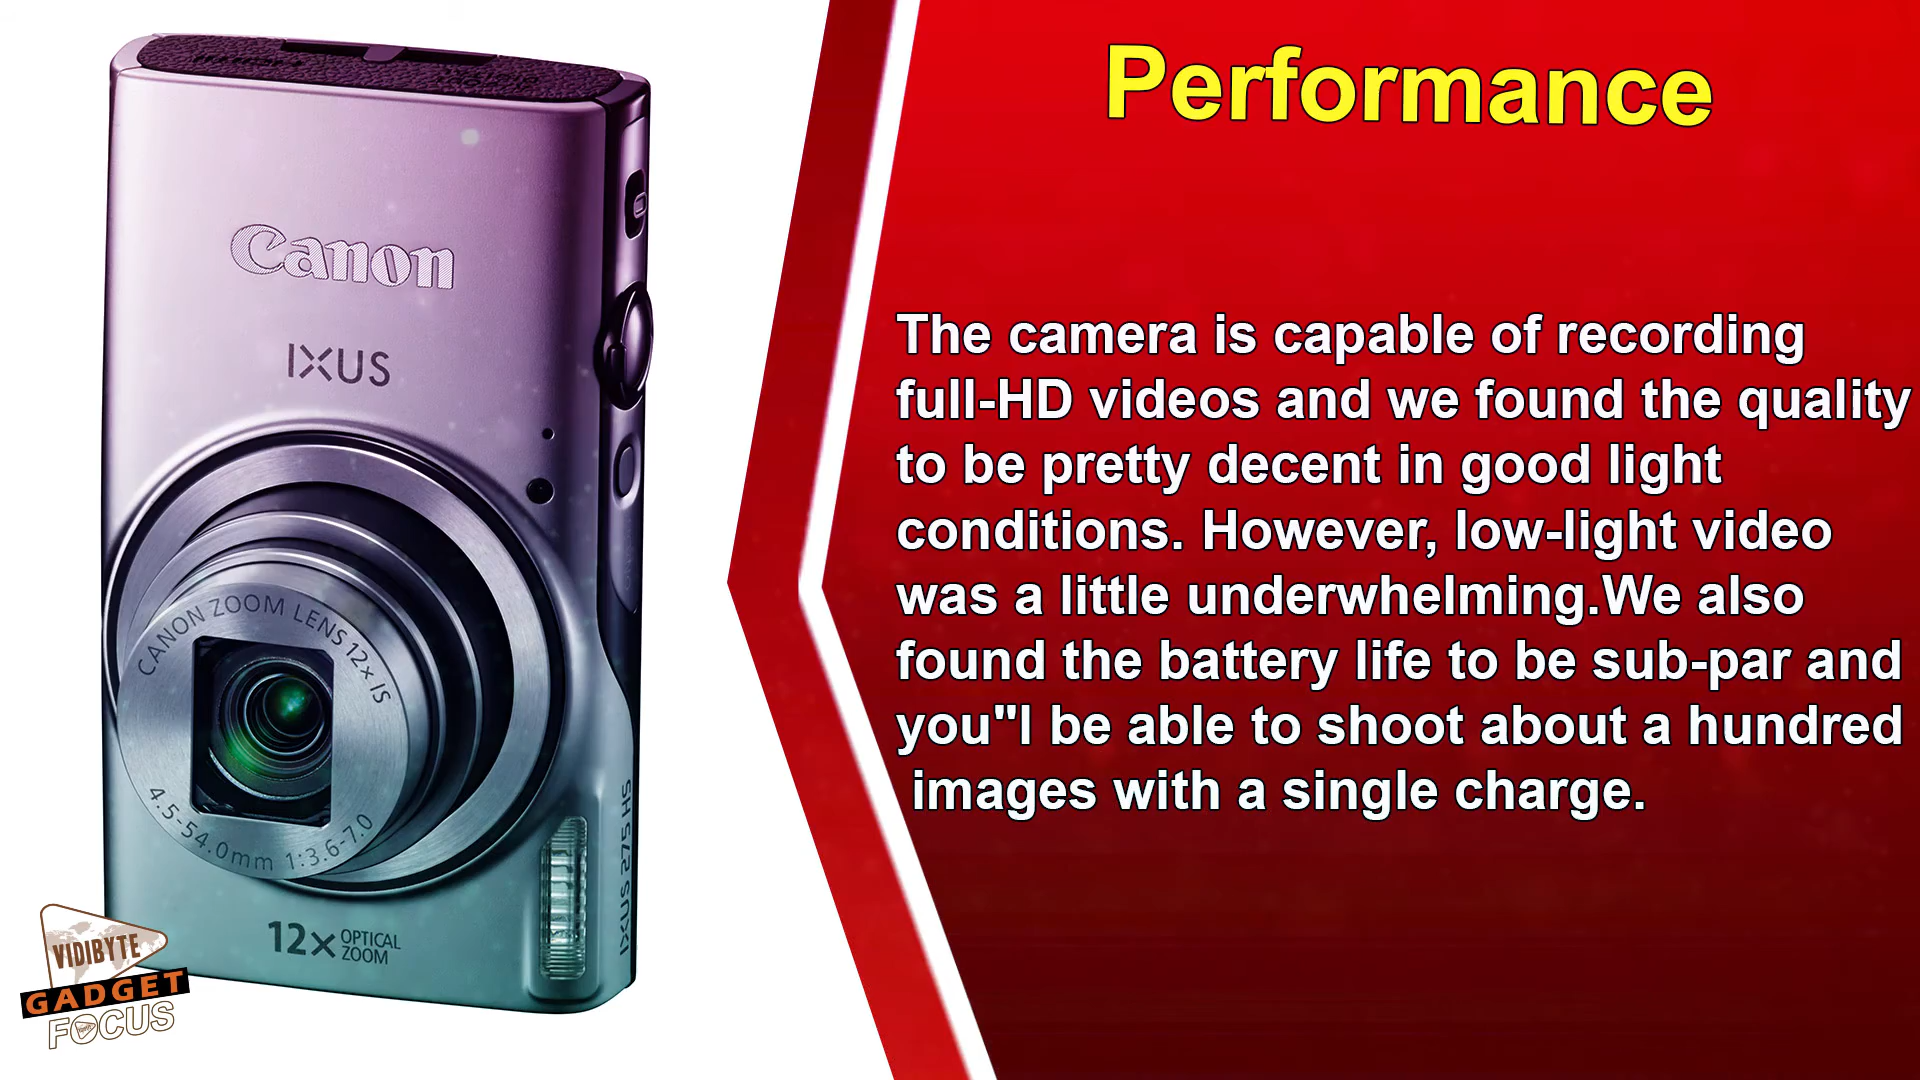 Performance
The camera is capable of recording
full-HD videos and we found the quality
to be pretty decent in good light
conditions. However, low-light video
was a little underwhelming.We also
found the battery life to be sub-par and
you"l be able to shoot about a hundred
images with a single charge.
Canon
IXUS
CANON ZOOM LENS 12x IS
4.5-54.0mm 1:3.6-7.0
12x OPTICAL
ZOOM
IXUS 275 HS
VIDIBYTE
GADGET
FOCUS